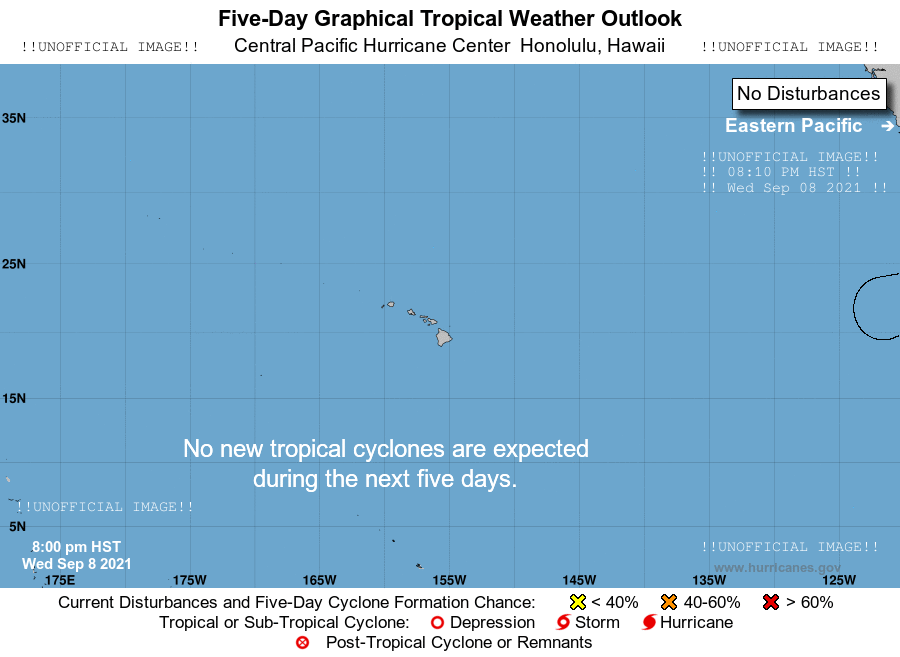 Five-Day Graphical Tropical Weather Outlook
!!UNOFFICIAL IMAGE!! Central Pacific Hurricane Center Honolulu, Hawaii !!UNOFFICIAL IMAGE!!
No Disturbances
35N
Eastern Pacific
!!UNOFFICIAL IMAGE!!
!! 08:10 PM HST !!
!! Wed Sep 08 2021 !!
25N
15N
No new tropical cyclones are expected
during the next five days.
!!UNOFFICIAL IMAGE!!
5N
8:00 pm HST
Wed Sep 8 2021
!!UNOFFICIAL IMAGE!!
www.hurricanes.gov
175E 175W 165W 155W 145W 135W 125W
Current Disturbances and Five-Day Cyclone Formation Chance: < 40% 40-60% > 60%
Tropical or Sub-Tropical Cyclone: Depression Storm Hurricane
Post-Tropical Cyclone or Remnants